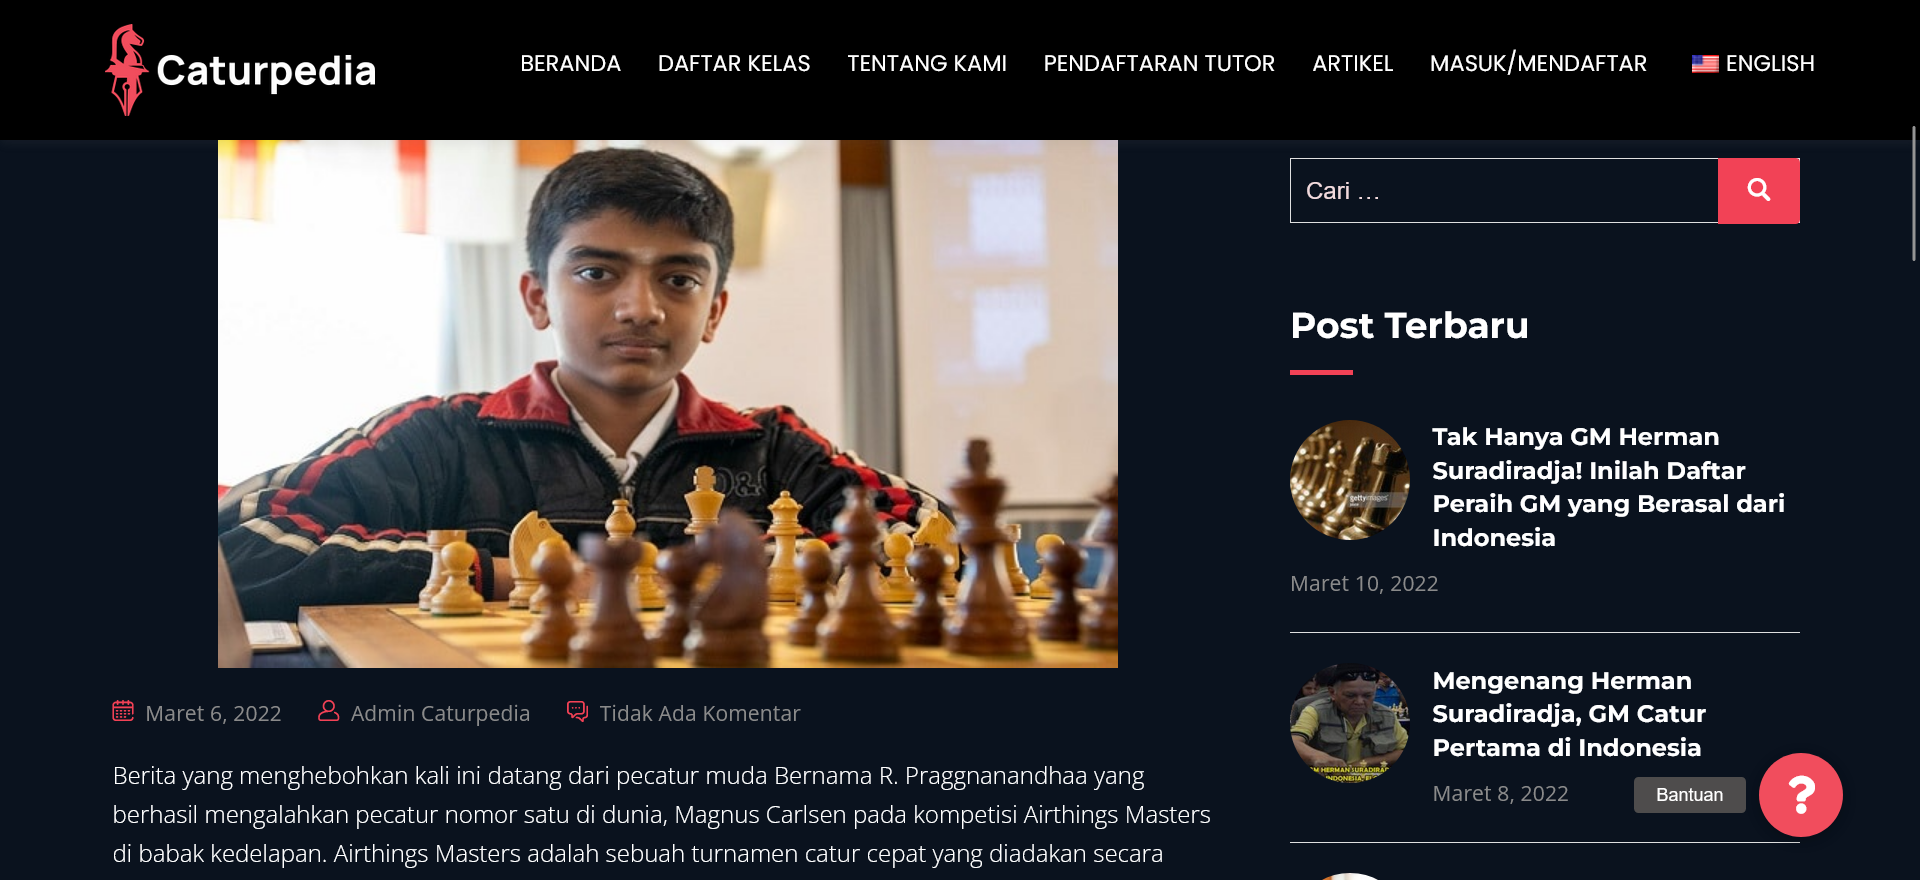 Caturpedia
BERANDA DAFTAR KELAS TENTANG KAMI PENDAFTARAN TUTOR ARTIKEL MASUK/MENDAFTAR ENGLISH
Cari ...
Post Terbaru
Tak Hanya GM Herman
Suradiradja! Inilah Daftar
Peraih GM yang Berasal dari
Indonesia
gettyimages
Maret 10, 2022
Mengenang Herman
Suradiradja, GM Catur
Pertama di Indonesia
Maret 8, 2022
Bantuan
?
D&G
Maret 6, 2022 Admin Caturpedia Tidak Ada Komentar
Berita yang menghebohkan kali ini datang dari pecatur muda Bernama R. Praggnanandhaa yang
berhasil mengalahkan pecatur nomor satu di dunia, Magnus Carlsen pada kompetisi Airthings Masters
di babak kedelapan. Airthings Masters adalah sebuah turnamen catur cepat yang diadakan secara